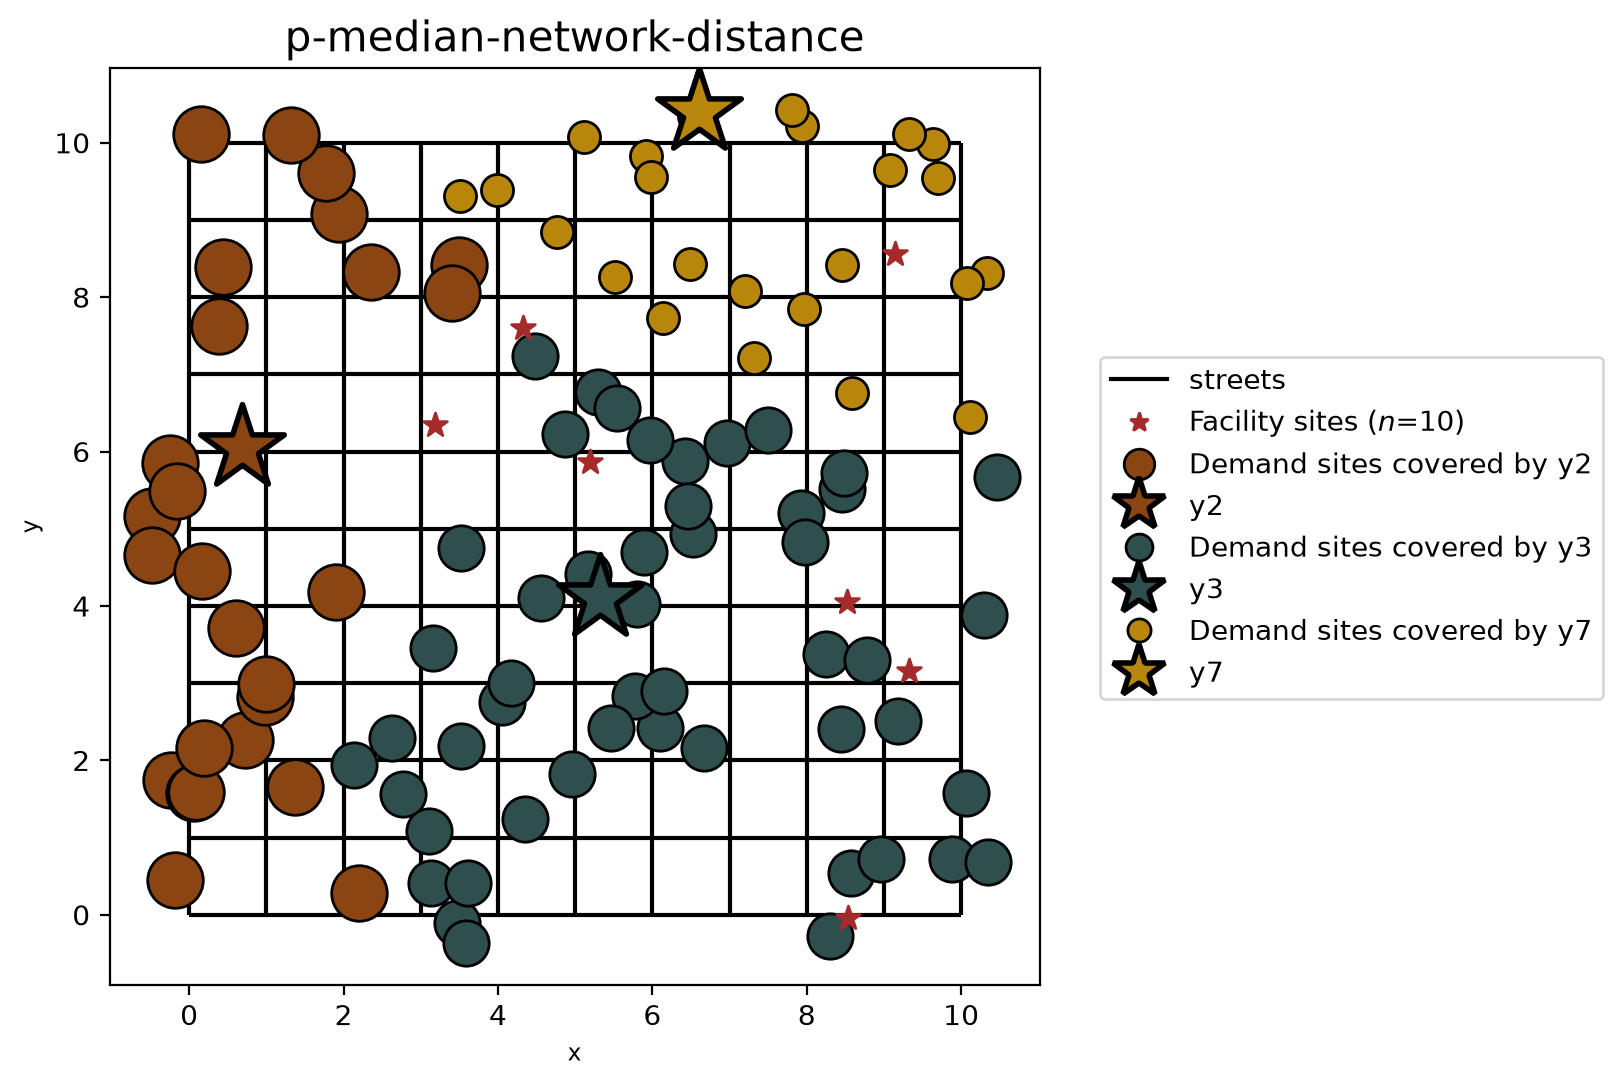 p-median-network-distance
10
8
6
4
2
0
y
0 2 4 6 8 10
x
streets
Facility sites (n=10)
Demand sites covered by y2
y2
Demand sites covered by y3
y3
Demand sites covered by y7
y7